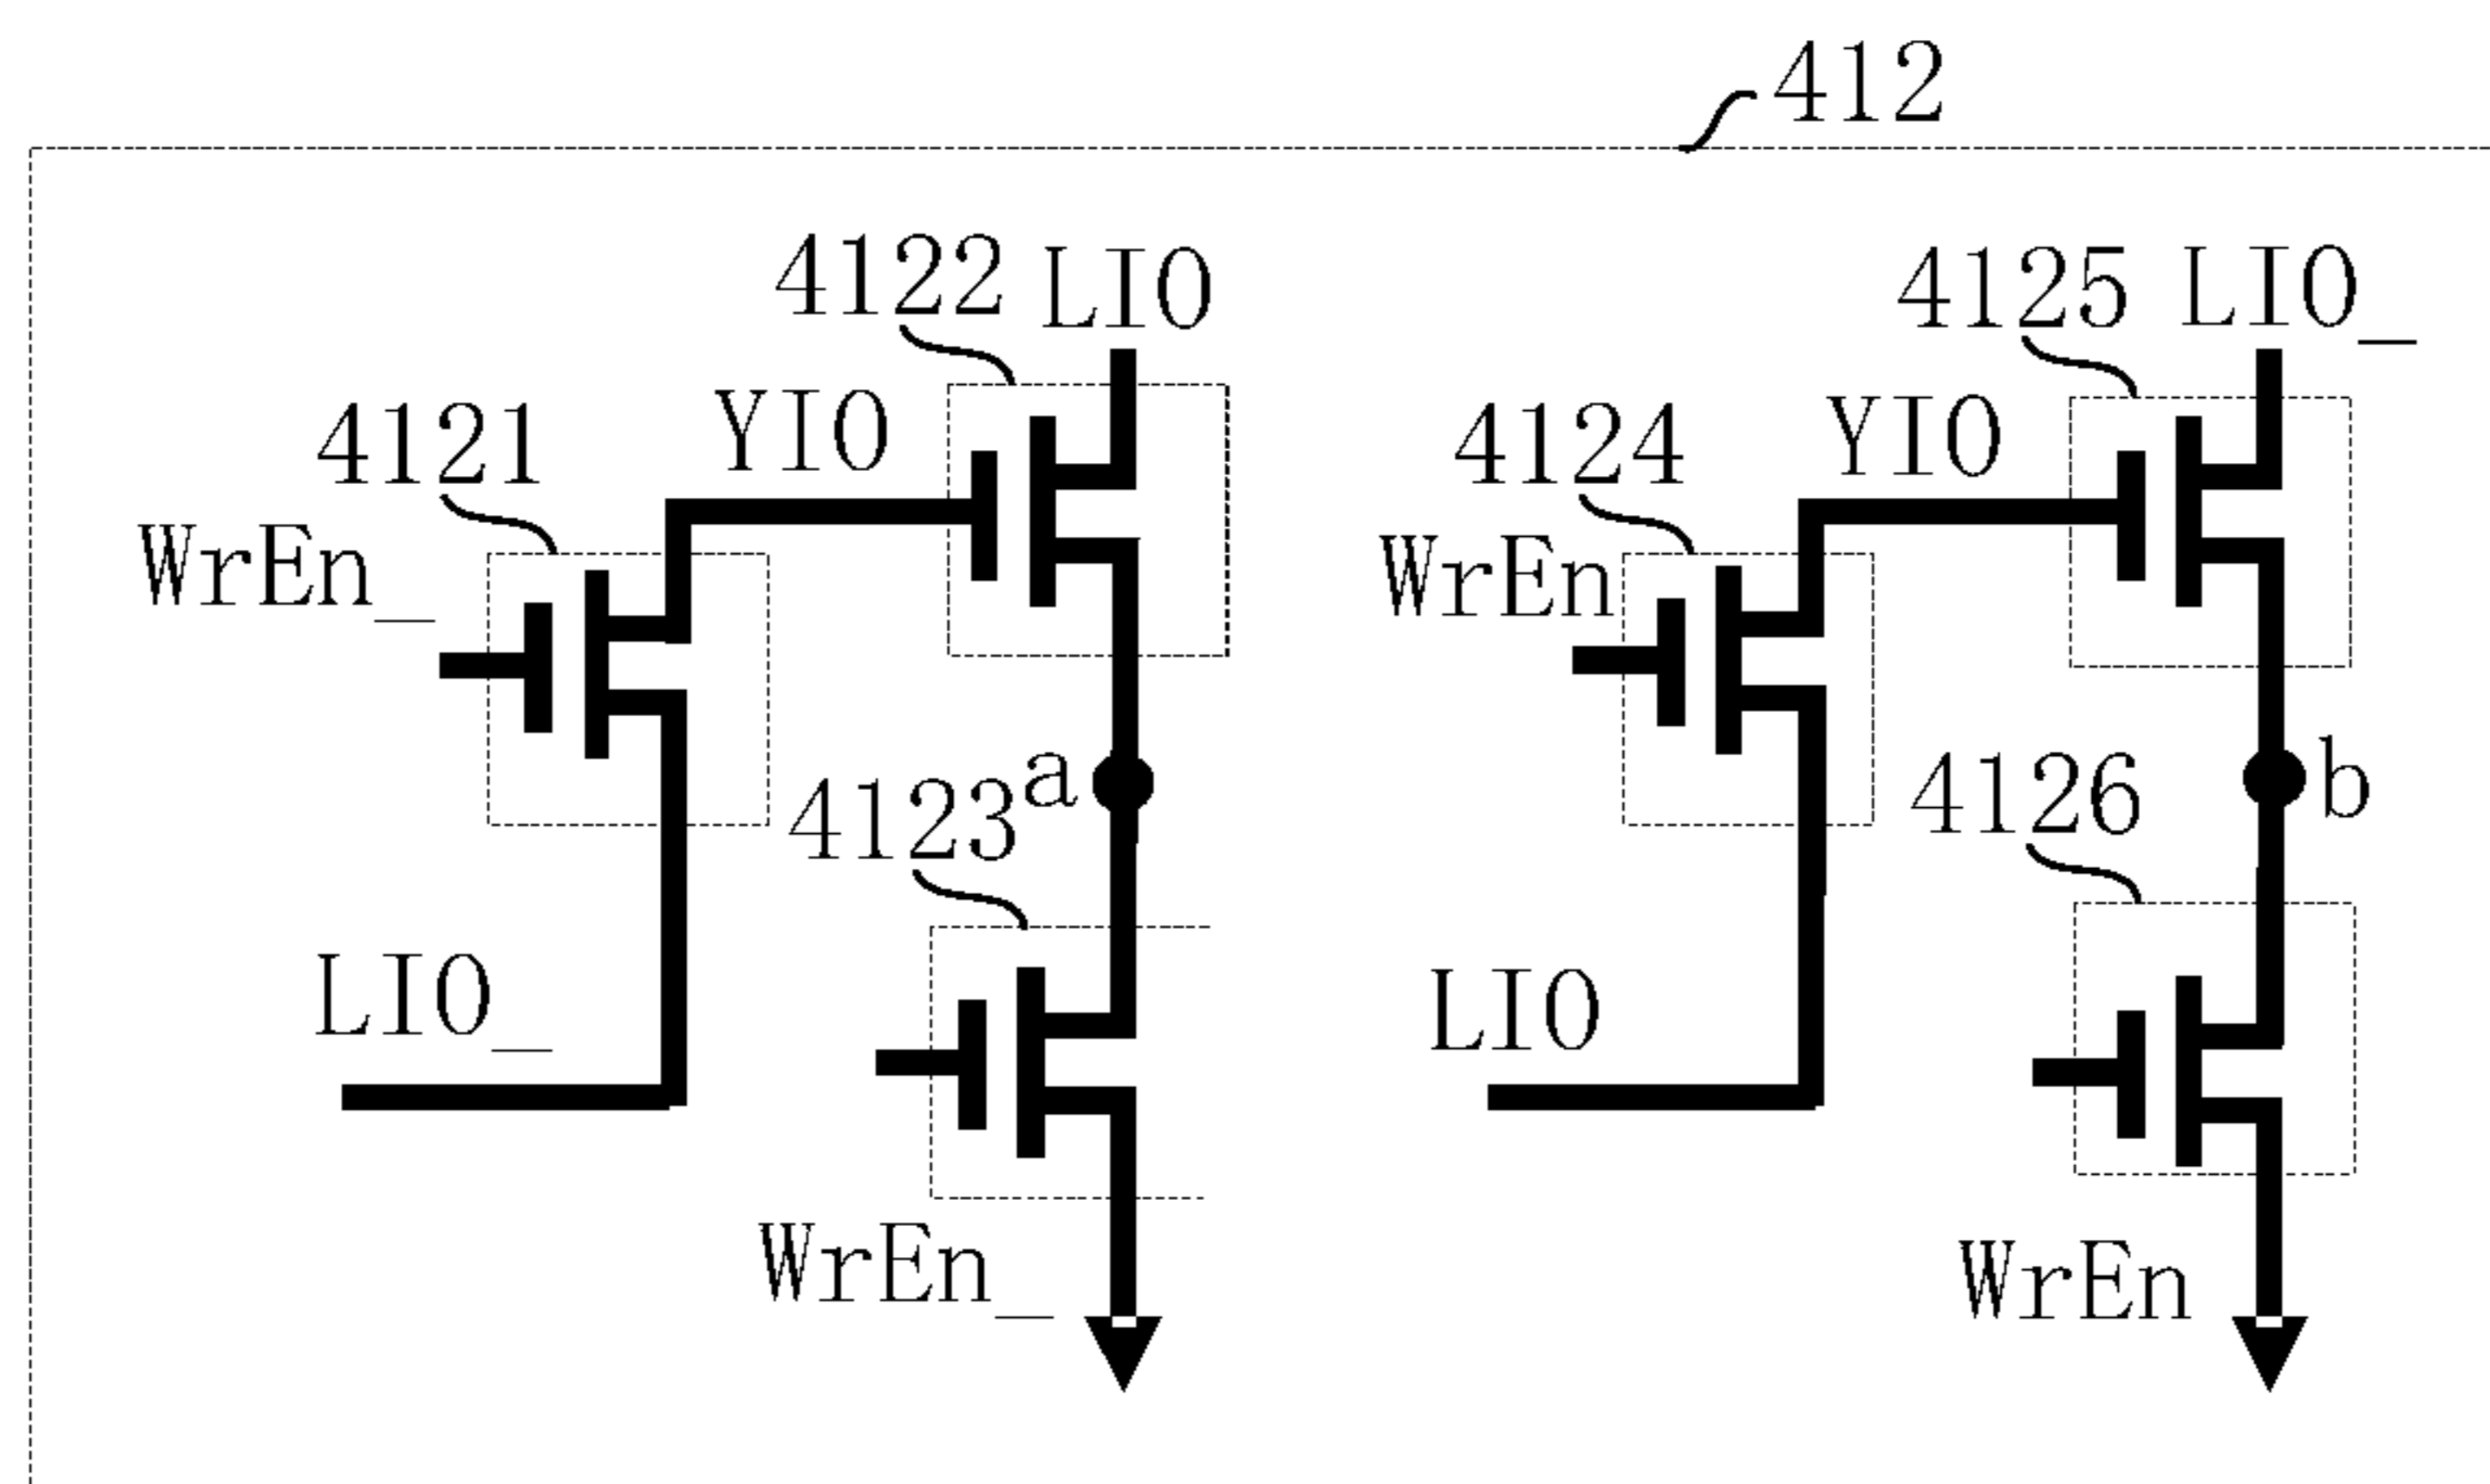 412
4122 LIO
4125 LIO_
YIO
YIO
4121
4124
WrEn_
WrEn
a
b
4123
4126
LIO_
LIO
WrEn_
WrEn